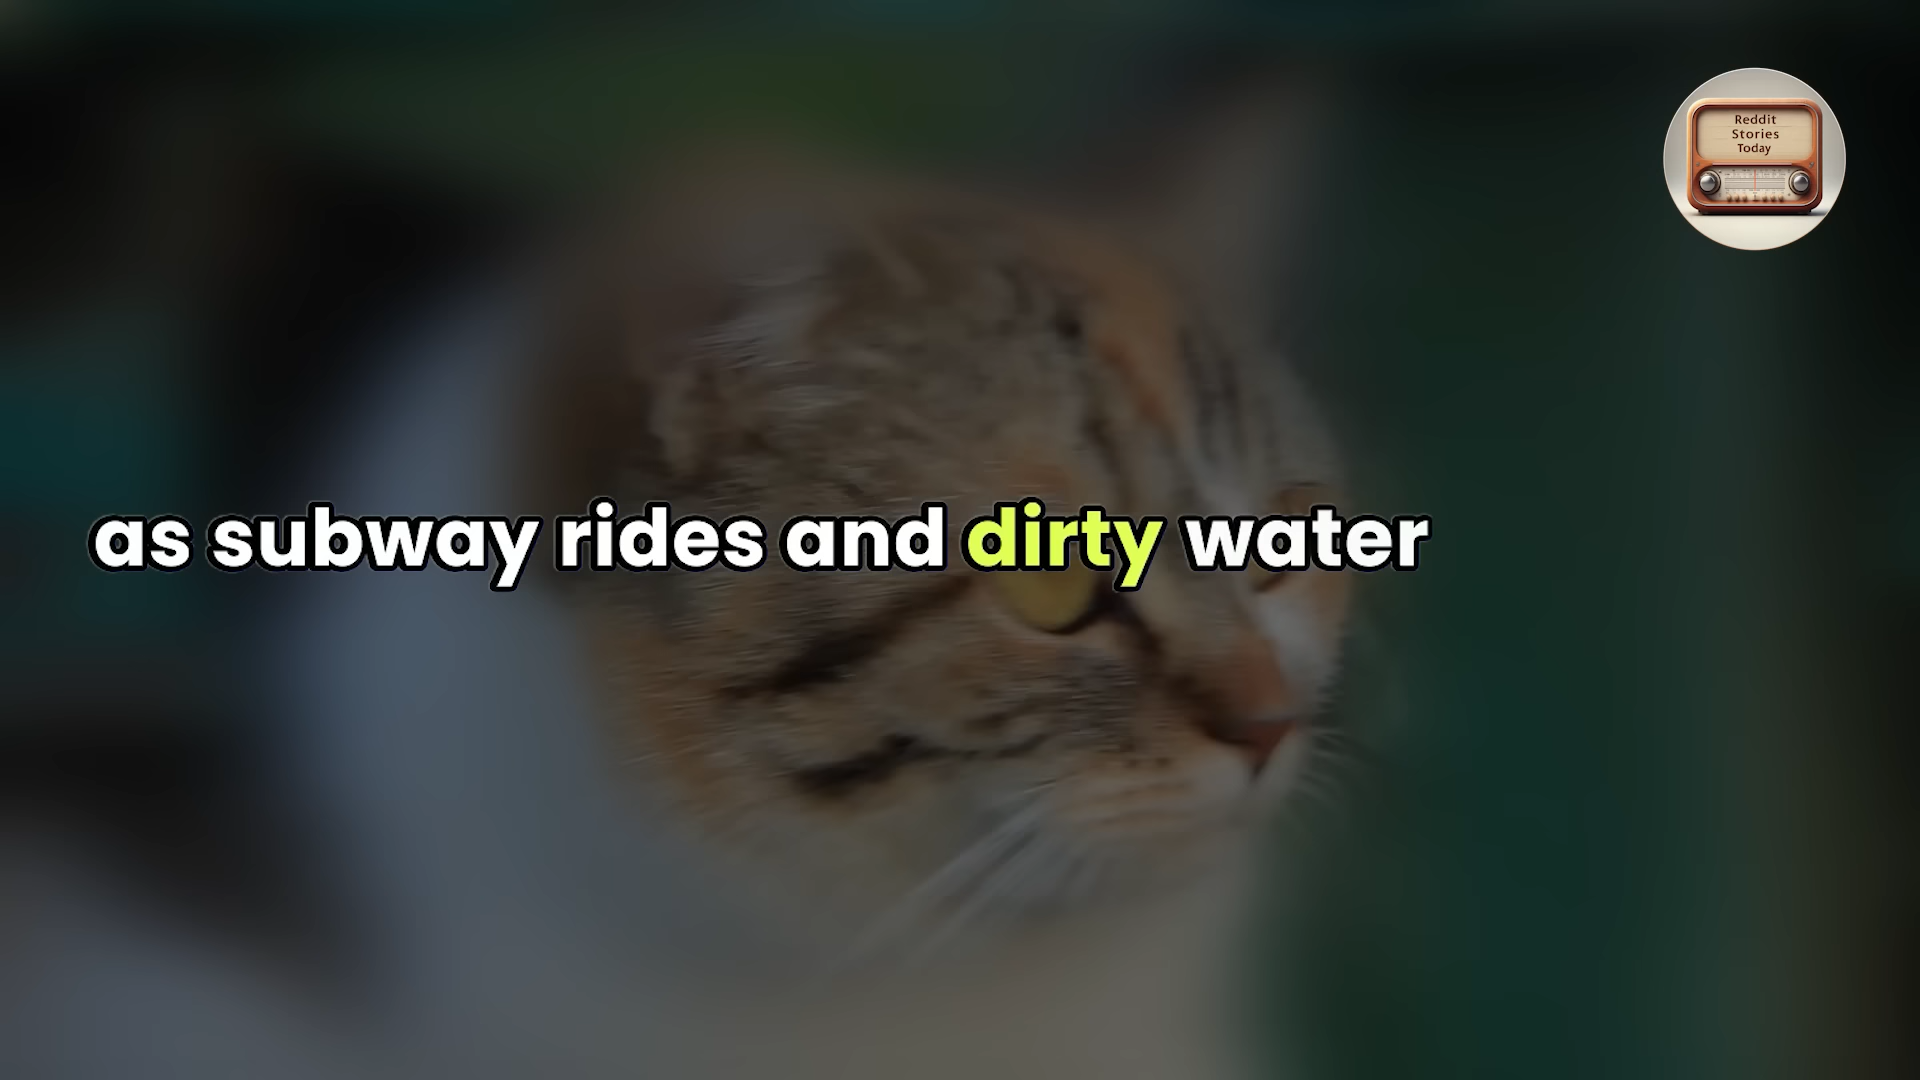 Reddit
Stories
Today
as subway rides and dirty water